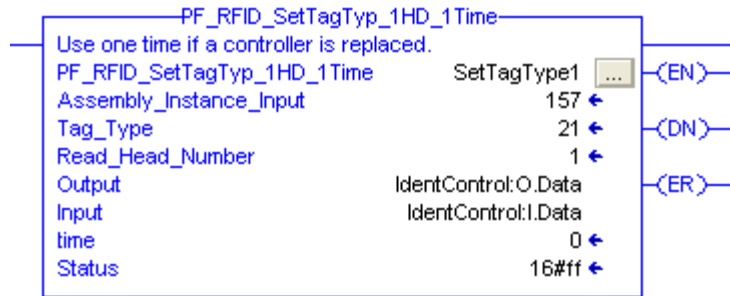 PF_RFID_SetTagTyp_1HD_1Time
Use one time if a controller is replaced.
PF_RFID_SetTagTyp_1HD_1Time SetTagType1 ... (EN)
Assembly_Instance_Input 157
Tag_Type 21 (DN)
Read_Head_Number 1
Output IdentControl:O.Data (ER)
Input IdentControl:I.Data
time 0
Status 16#ff